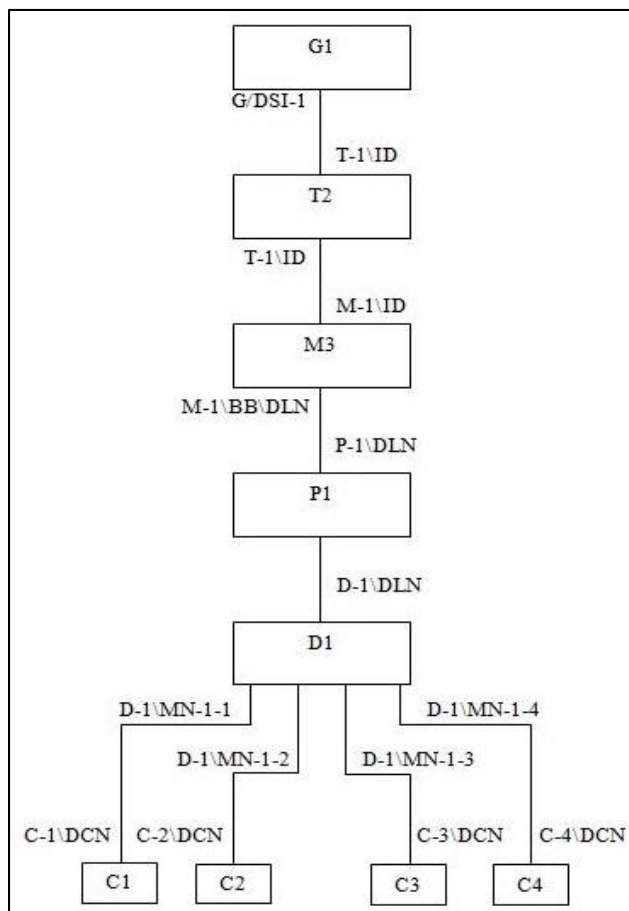 G1
G/DSI-1
T-1\ID
T2
T-1\ID
M-1\ID
M3
M-1\BB\DLN
P-1\DLN
P1
D-1\DLN
D1
D-1\MN-1-1
D-1\MN-1-4
D-1\MN-1-2
D-1\MN-1-3
C-1\DCN
C-2\DCN
C-3\DCN
C-4\DCN
C1
C2
C3
C4